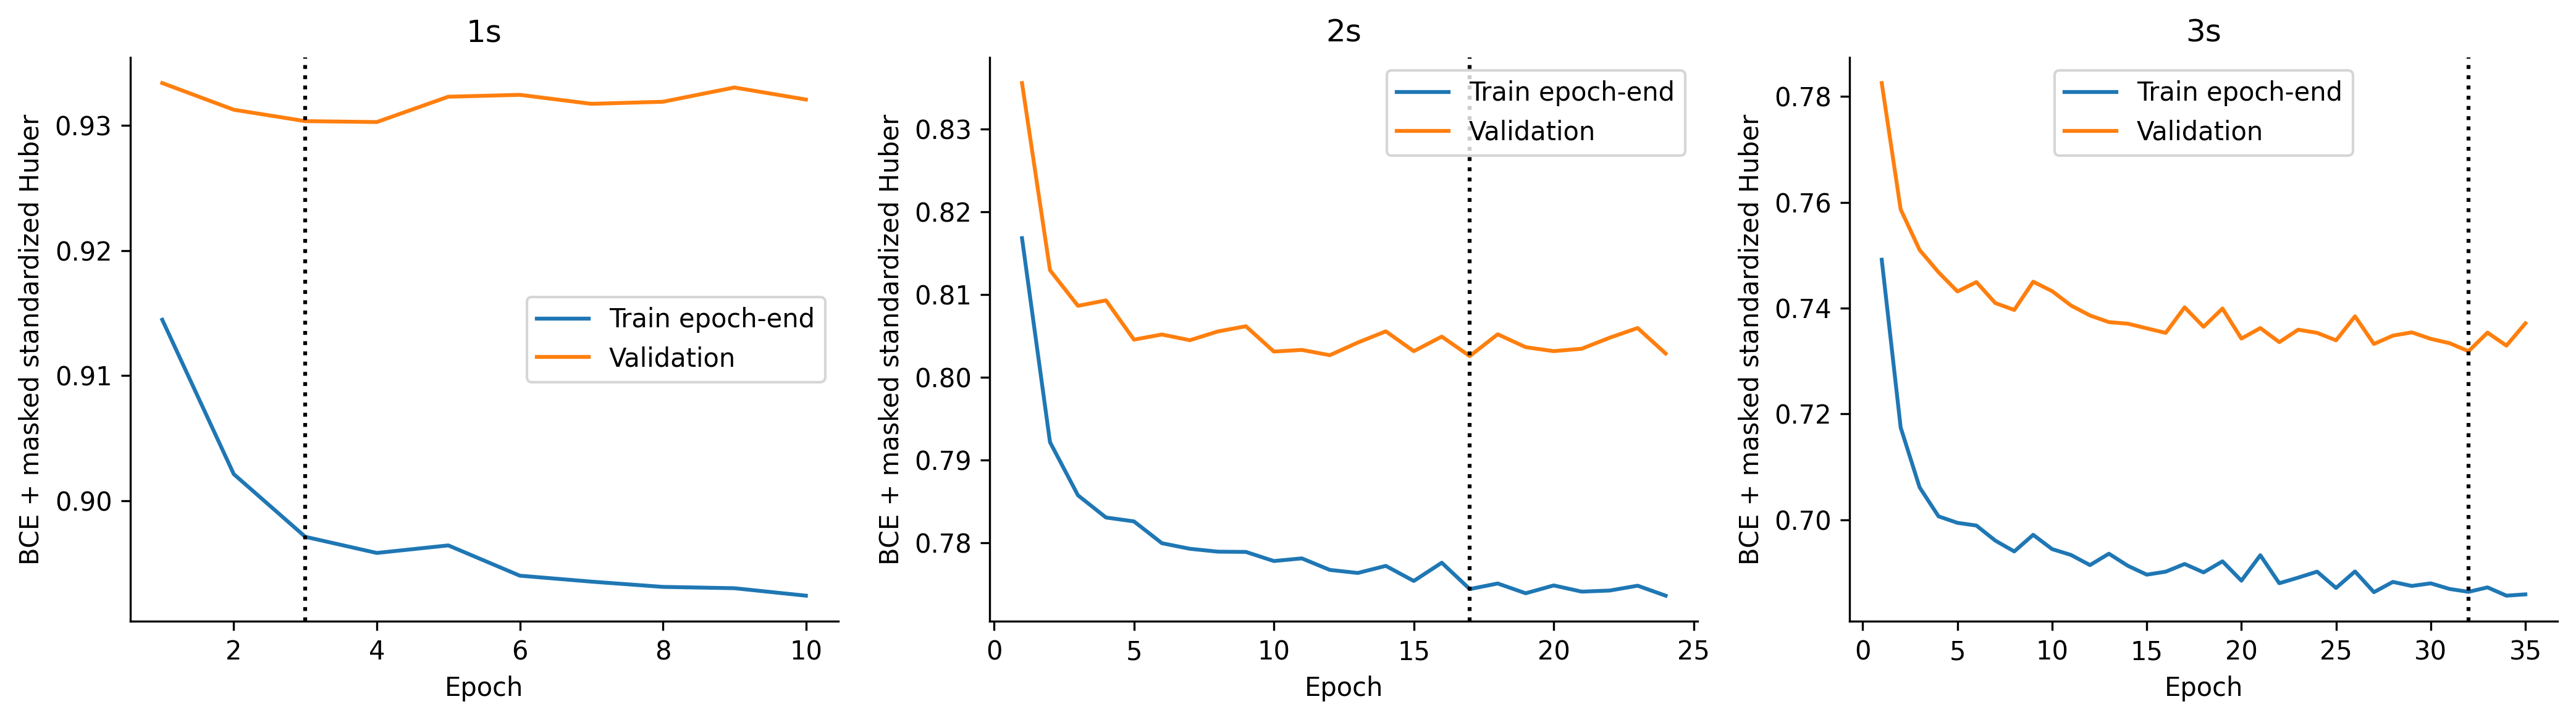 1s
BCE + masked standardized Huber
0.93
0.92
0.91
0.90
Train epoch-end
Validation
2
4
6
8
10
Epoch
2s
BCE + masked standardized Huber
0.83
0.82
0.81
0.80
0.79
0.78
Train epoch-end
Validation
0
5
10
15
20
25
Epoch
3s
BCE + masked standardized Huber
0.78
0.76
0.74
0.72
0.70
Train epoch-end
Validation
0
5
10
15
20
25
30
35
Epoch